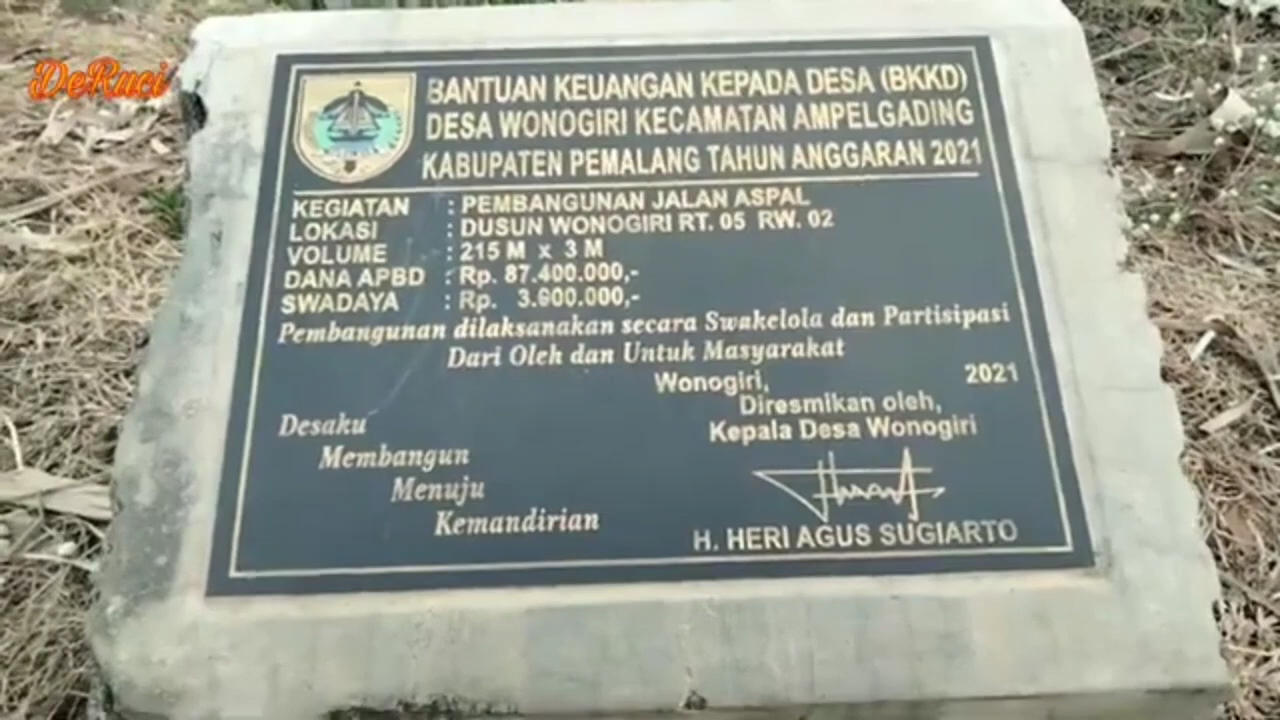 DeRuci
BANTUAN KEUANGAN KEPADA DESA (BKKD)
DESA WONOGIRI KECAMATAN AMPELGADING
KABUPATEN PEMALANG TAHUN ANGGARAN 2021
KEGIATAN : PEMBANGUNAN JALAN ASPAL
LOKASI : DUSUN WONOGIRI RT. 05 RW. 02
VOLUME : 215 M x 3 M
DANA APBD : Rp. 87.400.000,-
SWADAYA : Rp. 3.600.000,-
Pembangunan dilaksanakan secara Swakelola dan Partisipasi
Dari Oleh dan Untuk Masyarakat
Wonogiri, 2021
Diresmikan oleh,
Kepala Desa Wonogiri
Desaku
Membangun
Menuju
Kemandirian
H. HERI AGUS SUGIARTO